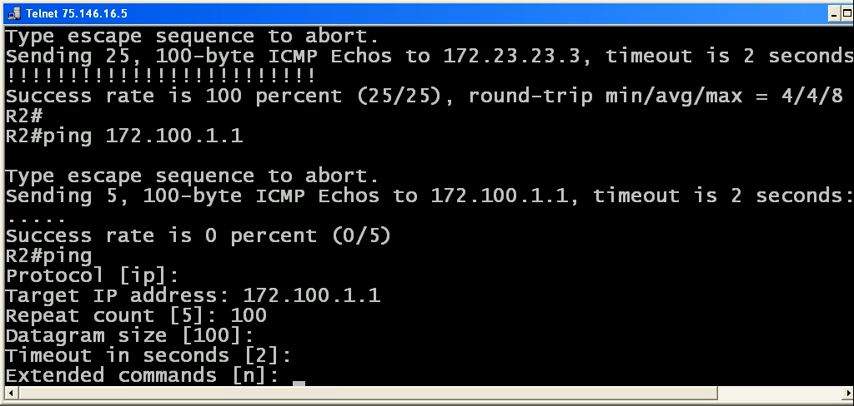 Telnet 75.146.16.5
Type escape sequence to abort.
Sending 25, 100-byte ICMP Echos to 172.23.23.3, timeout is 2 seconds
!!!!!!!!!!!!!!!!!!!!!!!!!
Success rate is 100 percent (25/25), round-trip min/avg/max = 4/4/8
R2#
R2#ping 172.100.1.1
Type escape sequence to abort.
Sending 5, 100-byte ICMP Echos to 172.100.1.1, timeout is 2 seconds:
.....
Success rate is 0 percent (0/5)
R2#ping
Protocol [ip]:
Target IP address: 172.100.1.1
Repeat count [5]: 100
Datagram size [100]:
Timeout in seconds [2]:
Extended commands [n]: